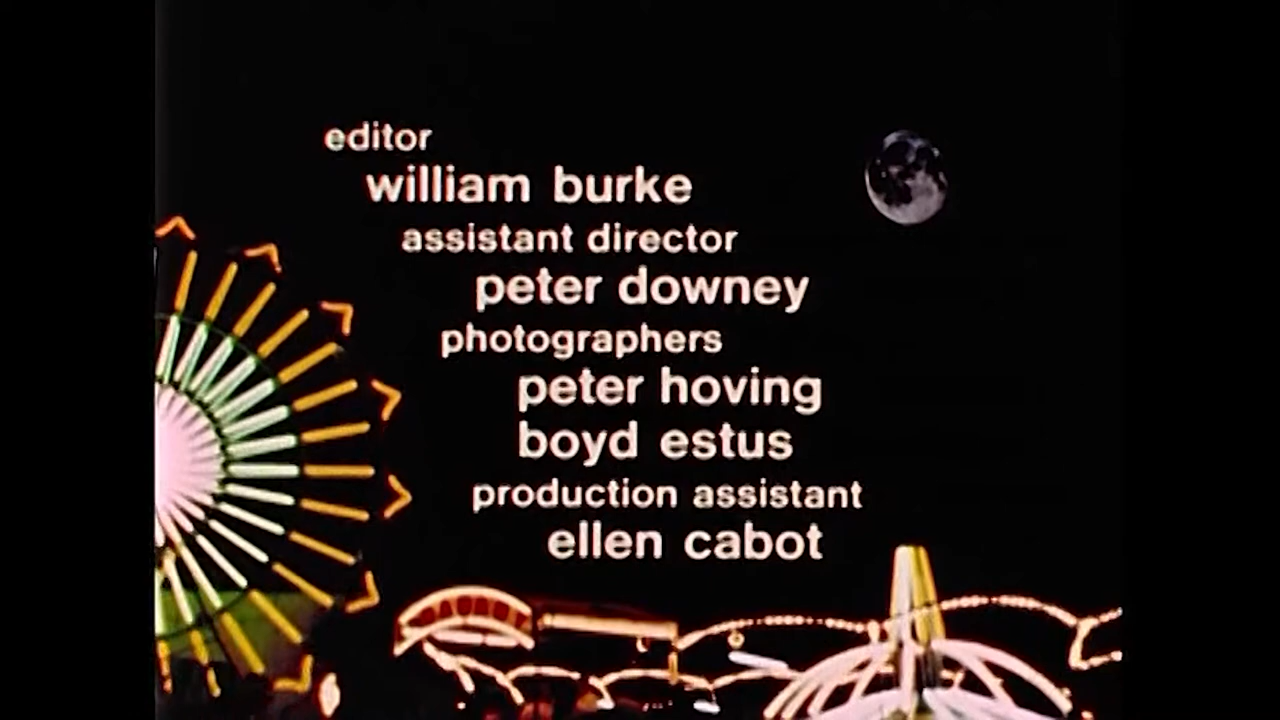 editor
william burke
assistant director
peter downey
photographers
peter hoving
boyd estus
production assistant
ellen cabot